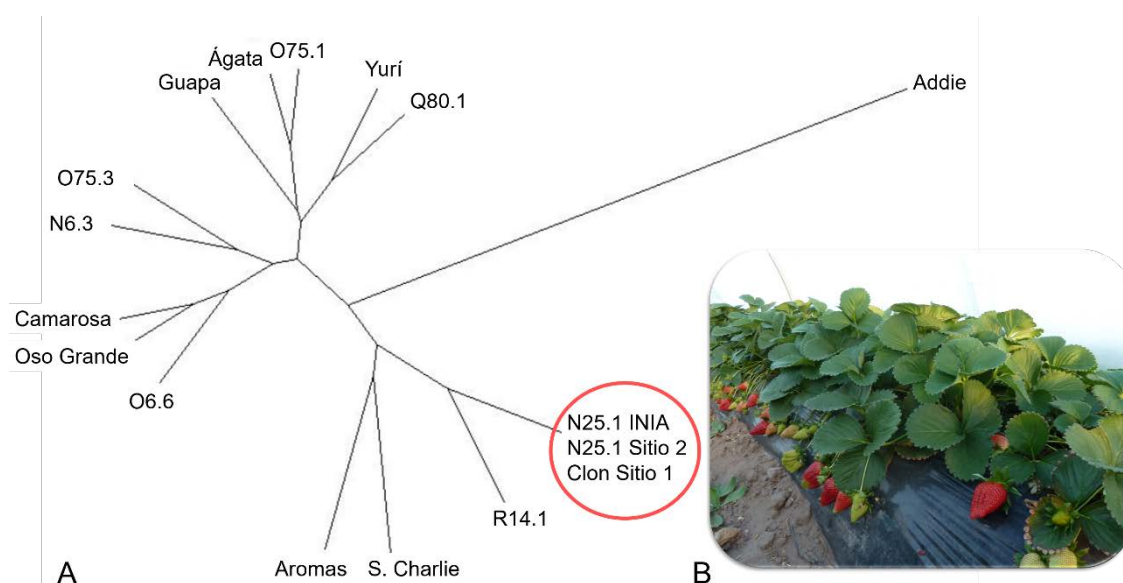 Ágata
O75.1
Guapa
Yurí
Q80.1
Addie
O75.3
N6.3
Camarosa
Oso Grande
O6.6
N25.1 INIA
N25.1 Sitio 2
Clon Sitio 1
R14.1
Aromas
S. Charlie
A
B